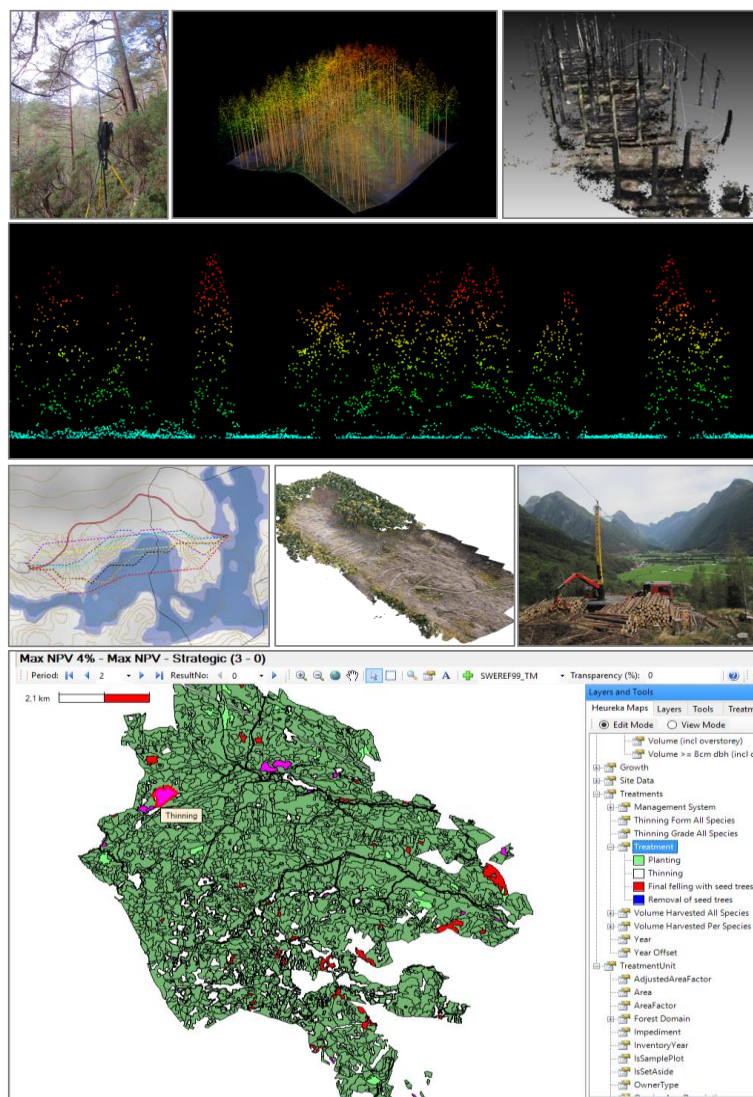 Max NPV 4% - Max NPV - Strategic (3 - 0)
Period: 2 ResultNo: 0 A SWEREF99_TM Transparency (%): 0
2,1 km
Thinning
Layers and Tools
Heureka Maps Layers Tools Treatm
Edit Mode View Mode
Volume (incl overstorey)
Volume >= 8cm dbh (incl o
Growth
Site Data
Treatments
Management System
Thinning Form All Species
Thinning Grade All Species
Treatment
Planting
Thinning
Final felling with seed trees
Removal of seed trees
Volume Harvested All Species
Volume Harvested Per Species
Year
Year Offset
TreatmentUnit
AdjustedAreaFactor
Area
AreaFactor
Forest Domain
Impediment
InventoryYear
IsSamplePlot
IsSetAside
OwnerType